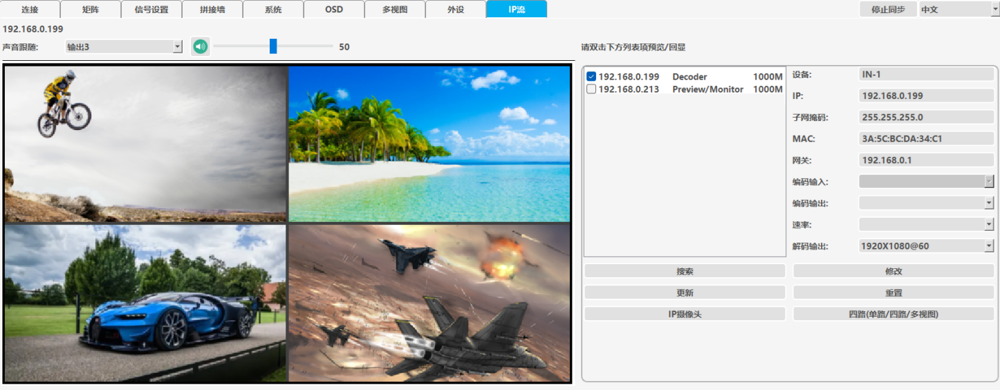 连接 矩阵 信号设置 拼接墙 系统 OSD 多视图 外设 IP流 停止同步 中文
192.168.0.199
声音跟随: 输出3 50
请双击下方列表项预览/回显
192.168.0.199 Decoder 1000M
192.168.0.213 Preview/Monitor 1000M
设备: IN-1
IP: 192.168.0.199
子网掩码: 255.255.255.0
MAC: 3A:5C:BC:DA:34:C1
网关: 192.168.0.1
编码输入:
编码输出:
速率:
解码输出: 1920X1080@60
搜索 修改
更新 重置
IP摄像头 四路(单路/四路/多视图)